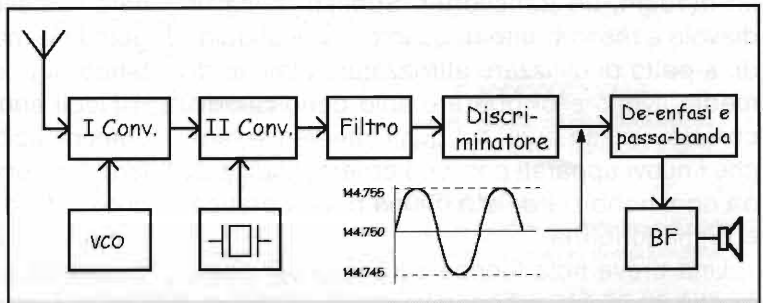 I Conv.
II Conv.
Filtro
Discri-
minatore
De-enfasi e
passa-banda
VCO
144.755
144.750
144.745
BF